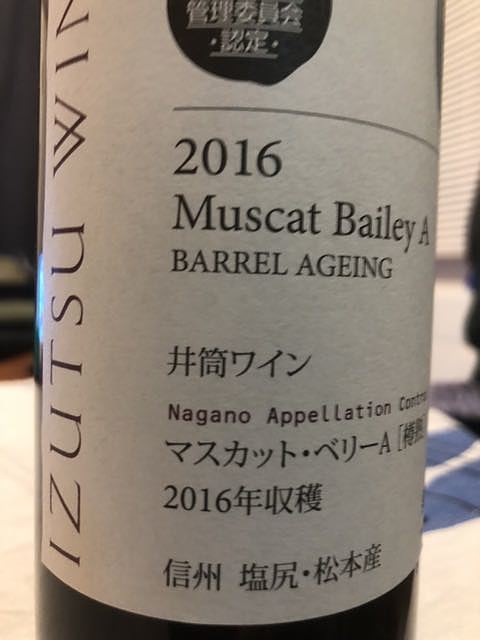 管理委員会
・認定・
2016
Muscat Bailey A
BARREL AGEING
井筒ワイン
Nagano Appellation
マスカット・ベリーA [樽
2016年収穫
信州 塩尻・松本産
IZUTSU